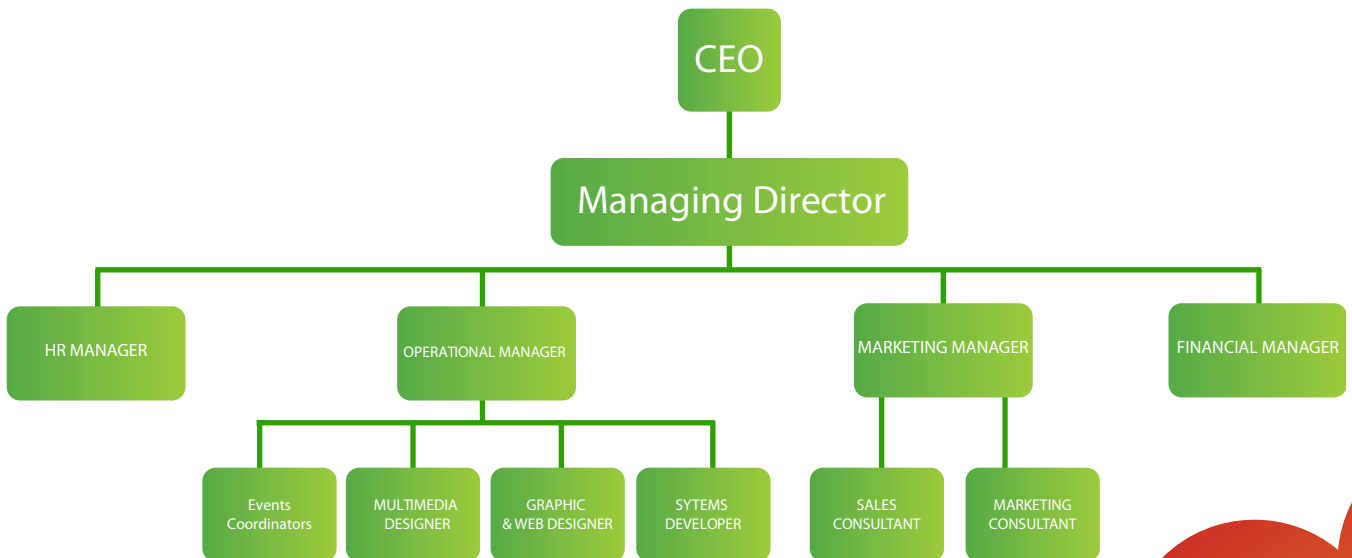 CEO
Managing Director
HR MANAGER
OPERATIONAL MANAGER
MARKETING MANAGER
FINANCIAL MANAGER
Events
Coordinators
MULTIMEDIA
DESIGNER
GRAPHIC
& WEB DESIGNER
SYTEMS
DEVELOPER
SALES
CONSULTANT
MARKETING
CONSULTANT